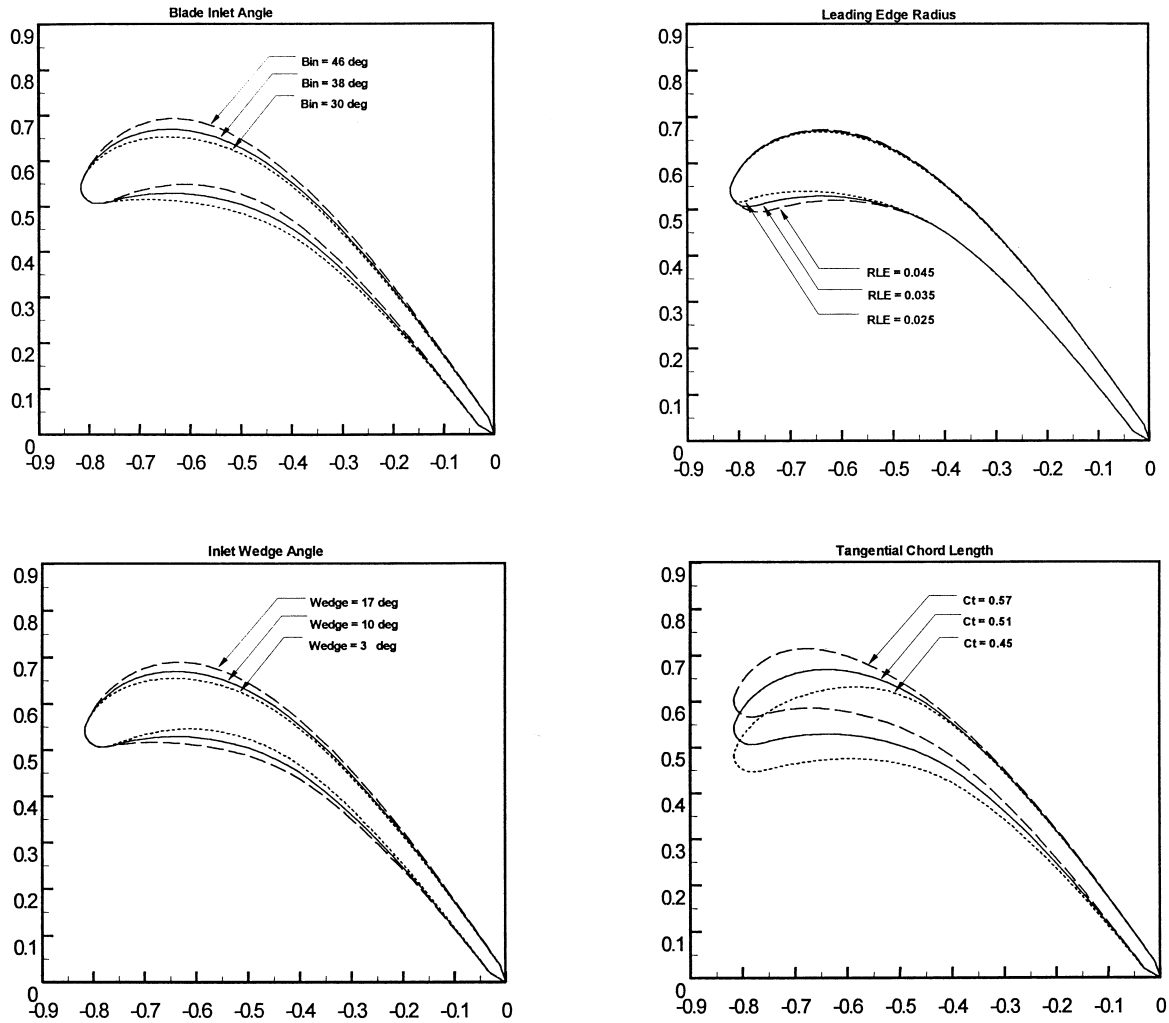 Blade Inlet Angle
0.9
0.8
0.7
0.6
0.5
0.4
0.3
0.2
0.1
0
Bin = 46 deg
Bin = 38 deg
Bin = 30 deg
-0.9 -0.8 -0.7 -0.6 -0.5 -0.4 -0.3 -0.2 -0.1 0
Leading Edge Radius
0.9
0.8
0.7
0.6
0.5
0.4
0.3
0.2
0.1
0
RLE = 0.045
RLE = 0.035
RLE = 0.025
-0.9 -0.8 -0.7 -0.6 -0.5 -0.4 -0.3 -0.2 -0.1 0
Inlet Wedge Angle
0.9
0.8
0.7
0.6
0.5
0.4
0.3
0.2
0.1
0
Wedge = 17 deg
Wedge = 10 deg
Wedge = 3 deg
-0.9 -0.8 -0.7 -0.6 -0.5 -0.4 -0.3 -0.2 -0.1 0
Tangential Chord Length
0.9
0.8
0.7
0.6
0.5
0.4
0.3
0.2
0.1
0
Ct = 0.57
Ct = 0.51
Ct = 0.45
-0.9 -0.8 -0.7 -0.6 -0.5 -0.4 -0.3 -0.2 -0.1 0